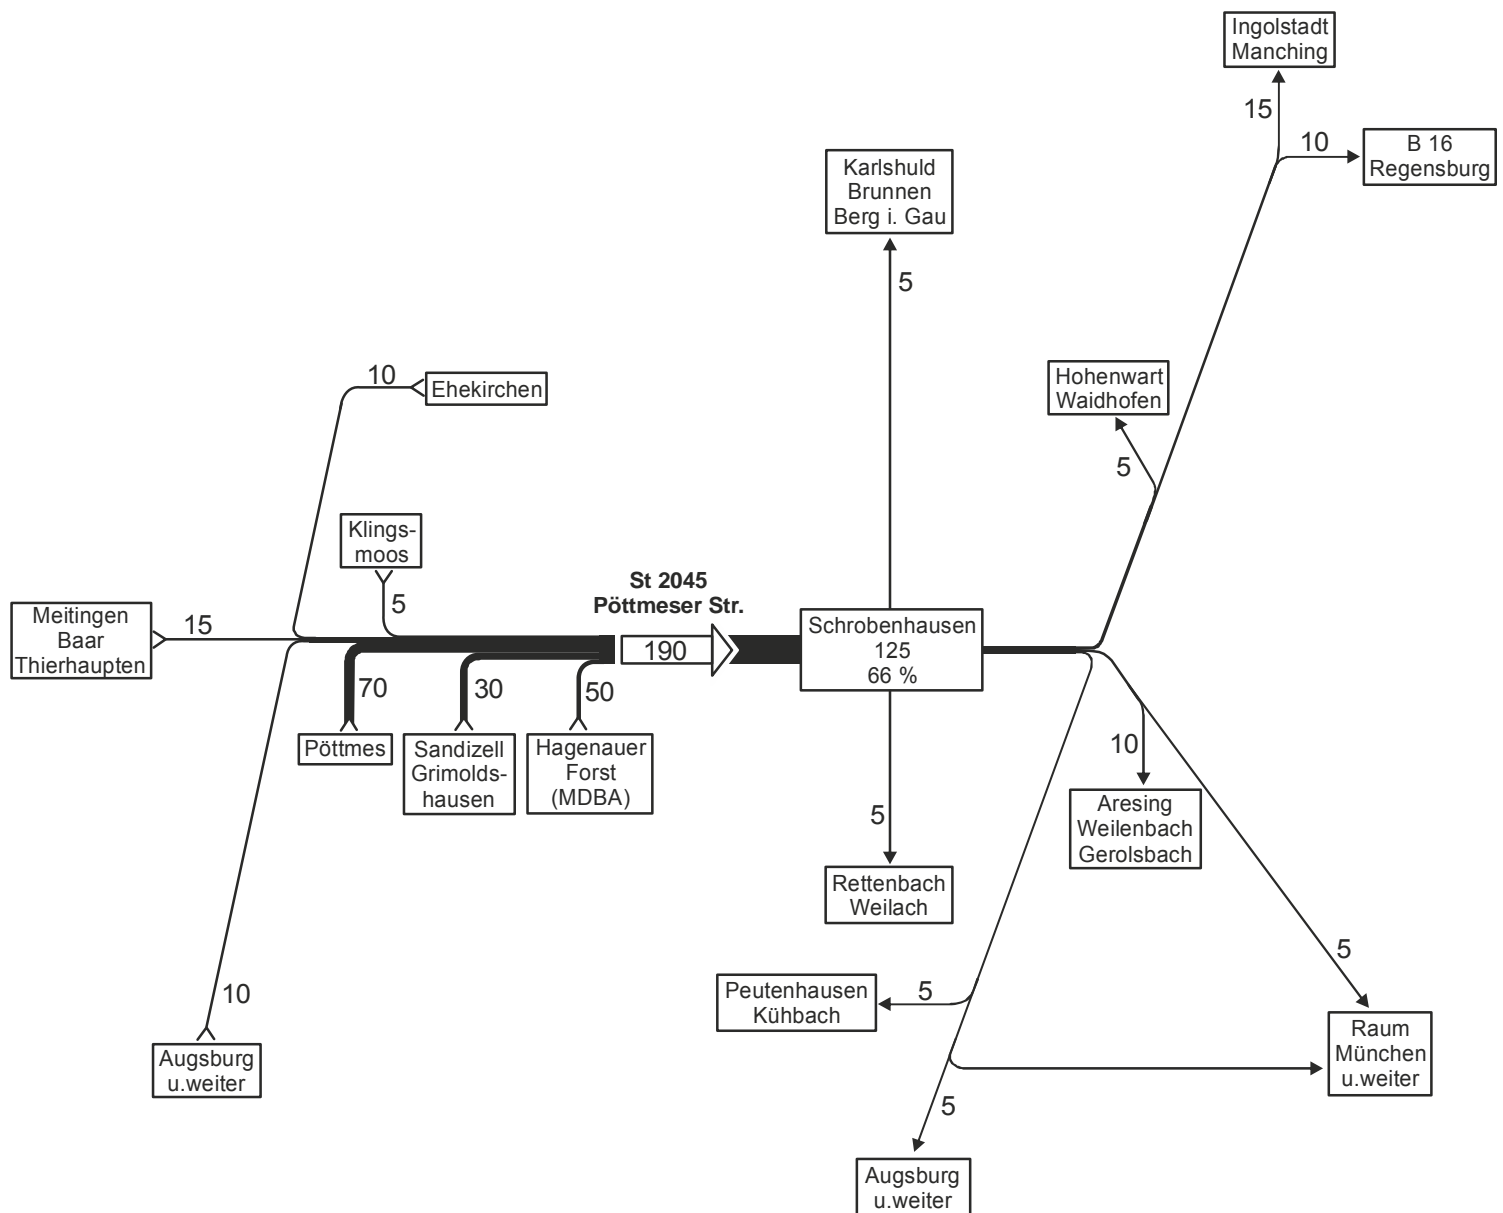 Ingolstadt
Manching
15
10
B 16
Regensburg
Karlshuld
Brunnen
Berg i. Gau
5
10
Ehekirchen
Hohenwart
Waidhofen
5
Klings-
moos
5
St 2045
Pöttmeser Str.
Meitingen
Baar
Thierhaupten
15
190
Schrobenhausen
125
66 %
70
30
50
Pöttmes
Sandizell
Grimolds-
hausen
Hagenauer
Forst
(MDBA)
10
Aresing
Weilenbach
Gerolsbach
5
Rettenbach
Weilach
10
5
Peutenhausen
Kühbach
5
Augsburg
u.weiter
Raum
München
u.weiter
5
Augsburg
u.weiter